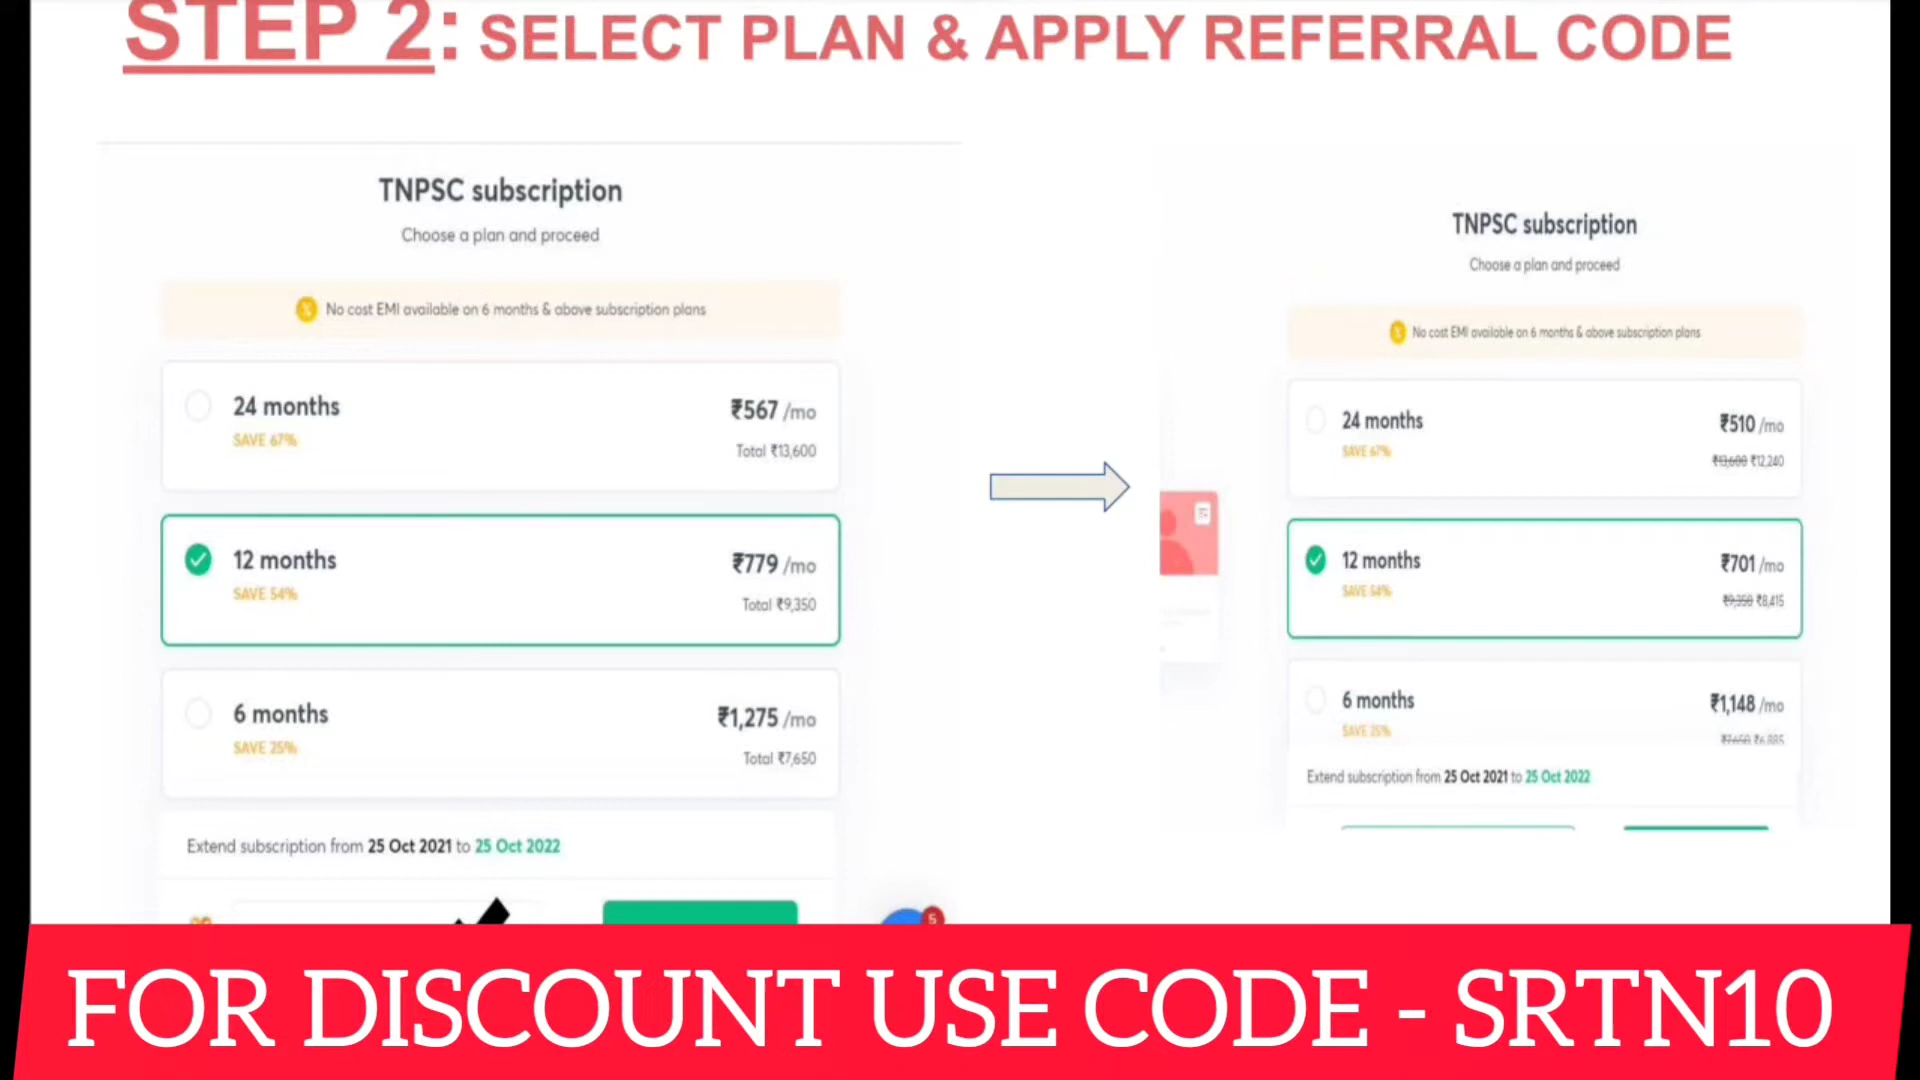 STEP 2: SELECT PLAN & APPLY REFERRAL CODE
TNPSC subscription
Choose a plan and proceed
No cost EMI available on 6 months & above subscription plans
24 months
₹567 /mo
SAVE 67%
Total ₹13,600
12 months
₹779 /mo
SAVE 54%
Total ₹9,350
6 months
₹1,275 /mo
SAVE 25%
Total ₹7,650
Extend subscription from 25 Oct 2021 to 25 Oct 2022
5
TNPSC subscription
Choose a plan and proceed
No cost EMI available on 6 months & above subscription plans
24 months
₹510 /mo
SAVE 67%
₹13,600 ₹12,240
12 months
₹701 /mo
SAVE 54%
₹9,350 ₹8,415
6 months
₹1,148 /mo
SAVE 25%
₹7,650 ₹6,885
Extend subscription from 25 Oct 2021 to 25 Oct 2022
FOR DISCOUNT USE CODE - SRTN10